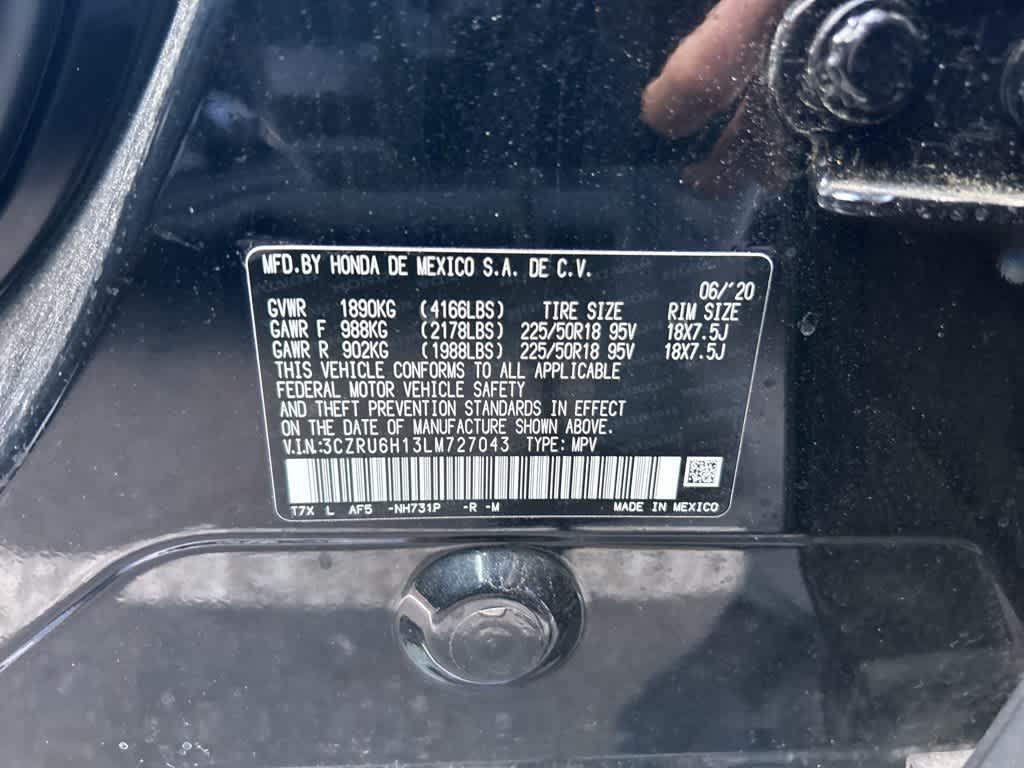 MFD.BY HONDA DE MEXICO S.A. DE C.V.
06/'20
GVWR 1890KG (4166LBS) TIRE SIZE RIM SIZE
GAWR F 988KG (2178LBS) 225/50R18 95V 18X7.5J
GAWR R 902KG (1988LBS) 225/50R18 95V 18X7.5J
THIS VEHICLE CONFORMS TO ALL APPLICABLE
FEDERAL MOTOR VEHICLE SAFETY
AND THEFT PREVENTION STANDARDS IN EFFECT
ON THE DATE OF MANUFACTURE SHOWN ABOVE.
V.I.N.:3CZRU6H13LM727043 TYPE: MPV
T7X L AF5 -NH731P -R -M MADE IN MEXICO